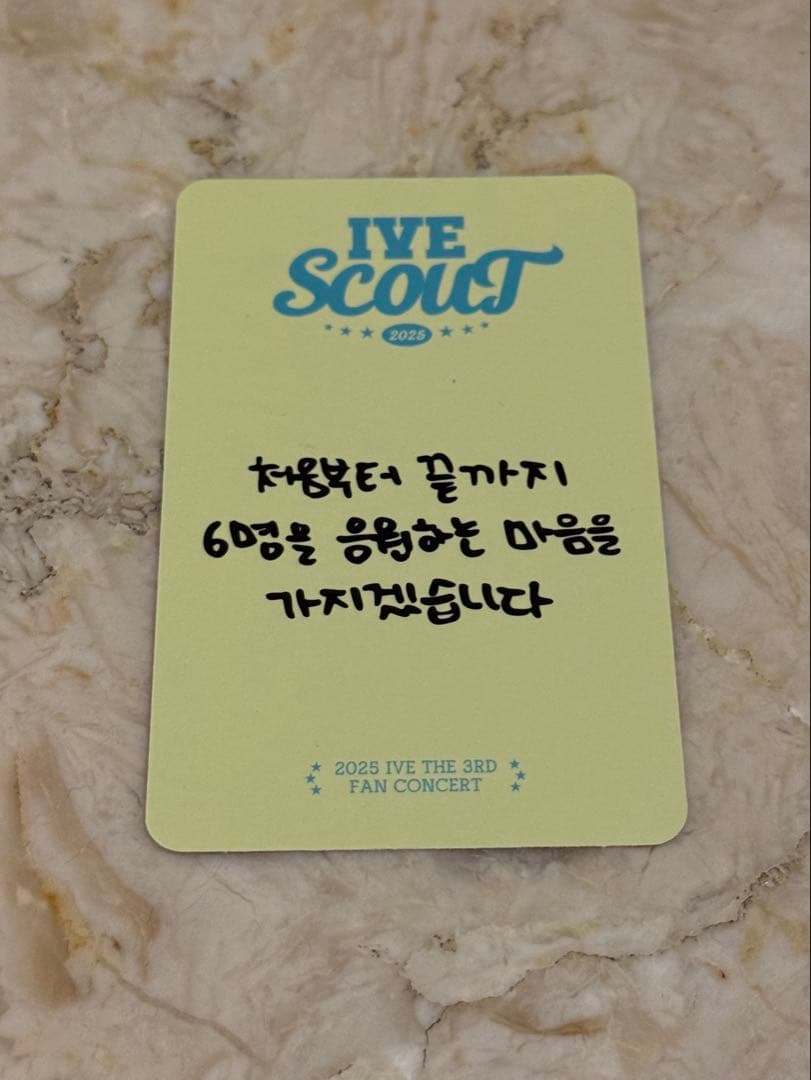 IVE
SCOUT
2025
처음부터 끝까지
6명을 응원하는 마음을
가지겠습니다
2025 IVE THE 3RD
FAN CONCERT